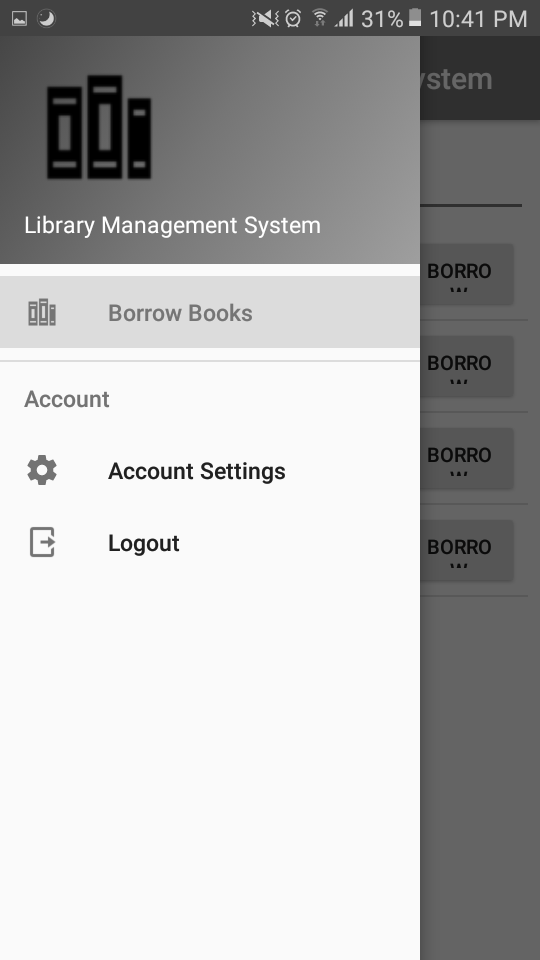 31% 10:41 PM
ystem
Library Management System
Borrow Books
Account
Account Settings
Logout
BORRO
W
BORRO
W
BORRO
W
BORRO
W